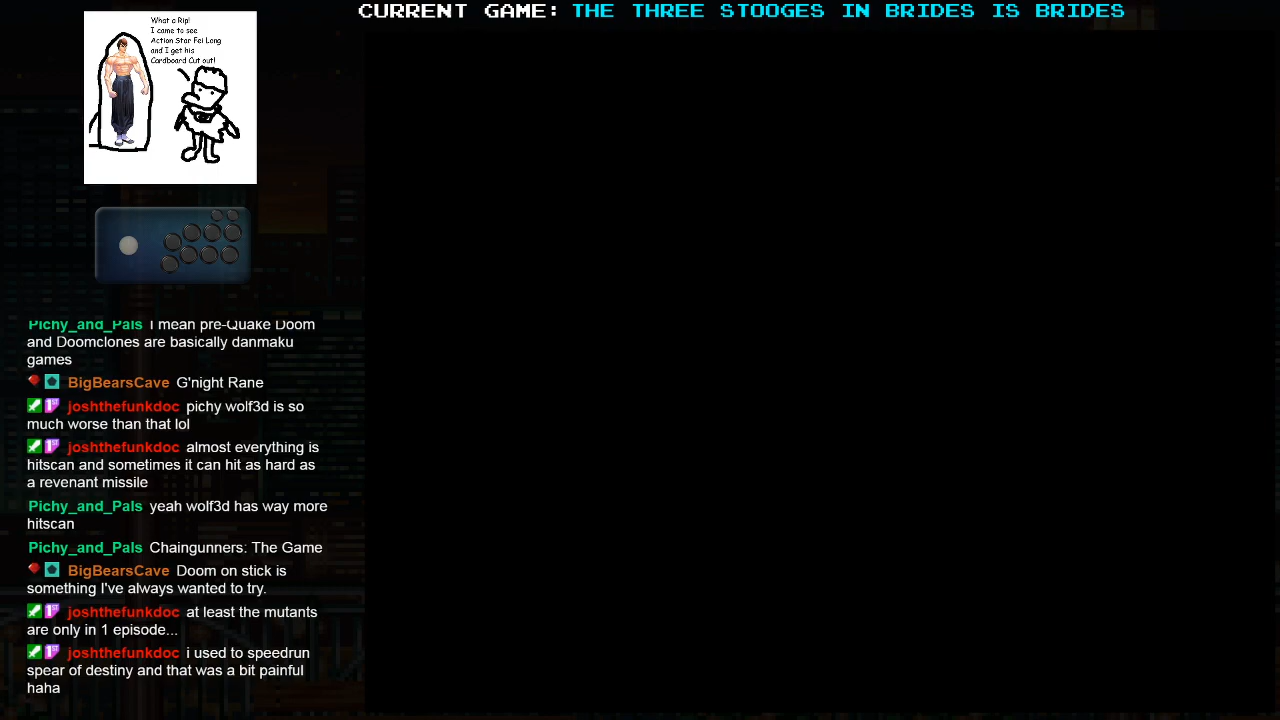 CURRENT GAME: THE THREE STOOGES IN BRIDES IS BRIDES
What a Rip!
I came to see
Action Star Fei Long
and I get his
Cardboard Cut out!
Pichy_and_Pals I mean pre-Quake Doom
and Doomclones are basically danmaku
games
BigBearsCave G'night Rane
joshthefunkdoc pichy wolf3d is so
much worse than that lol
joshthefunkdoc almost everything is
hitscan and sometimes it can hit as hard as
a revenant missile
Pichy_and_Pals yeah wolf3d has way more
hitscan
Pichy_and_Pals Chaingunners: The Game
BigBearsCave Doom on stick is
something I've always wanted to try.
joshthefunkdoc at least the mutants
are only in 1 episode...
joshthefunkdoc i used to speedrun
spear of destiny and that was a bit painful
haha